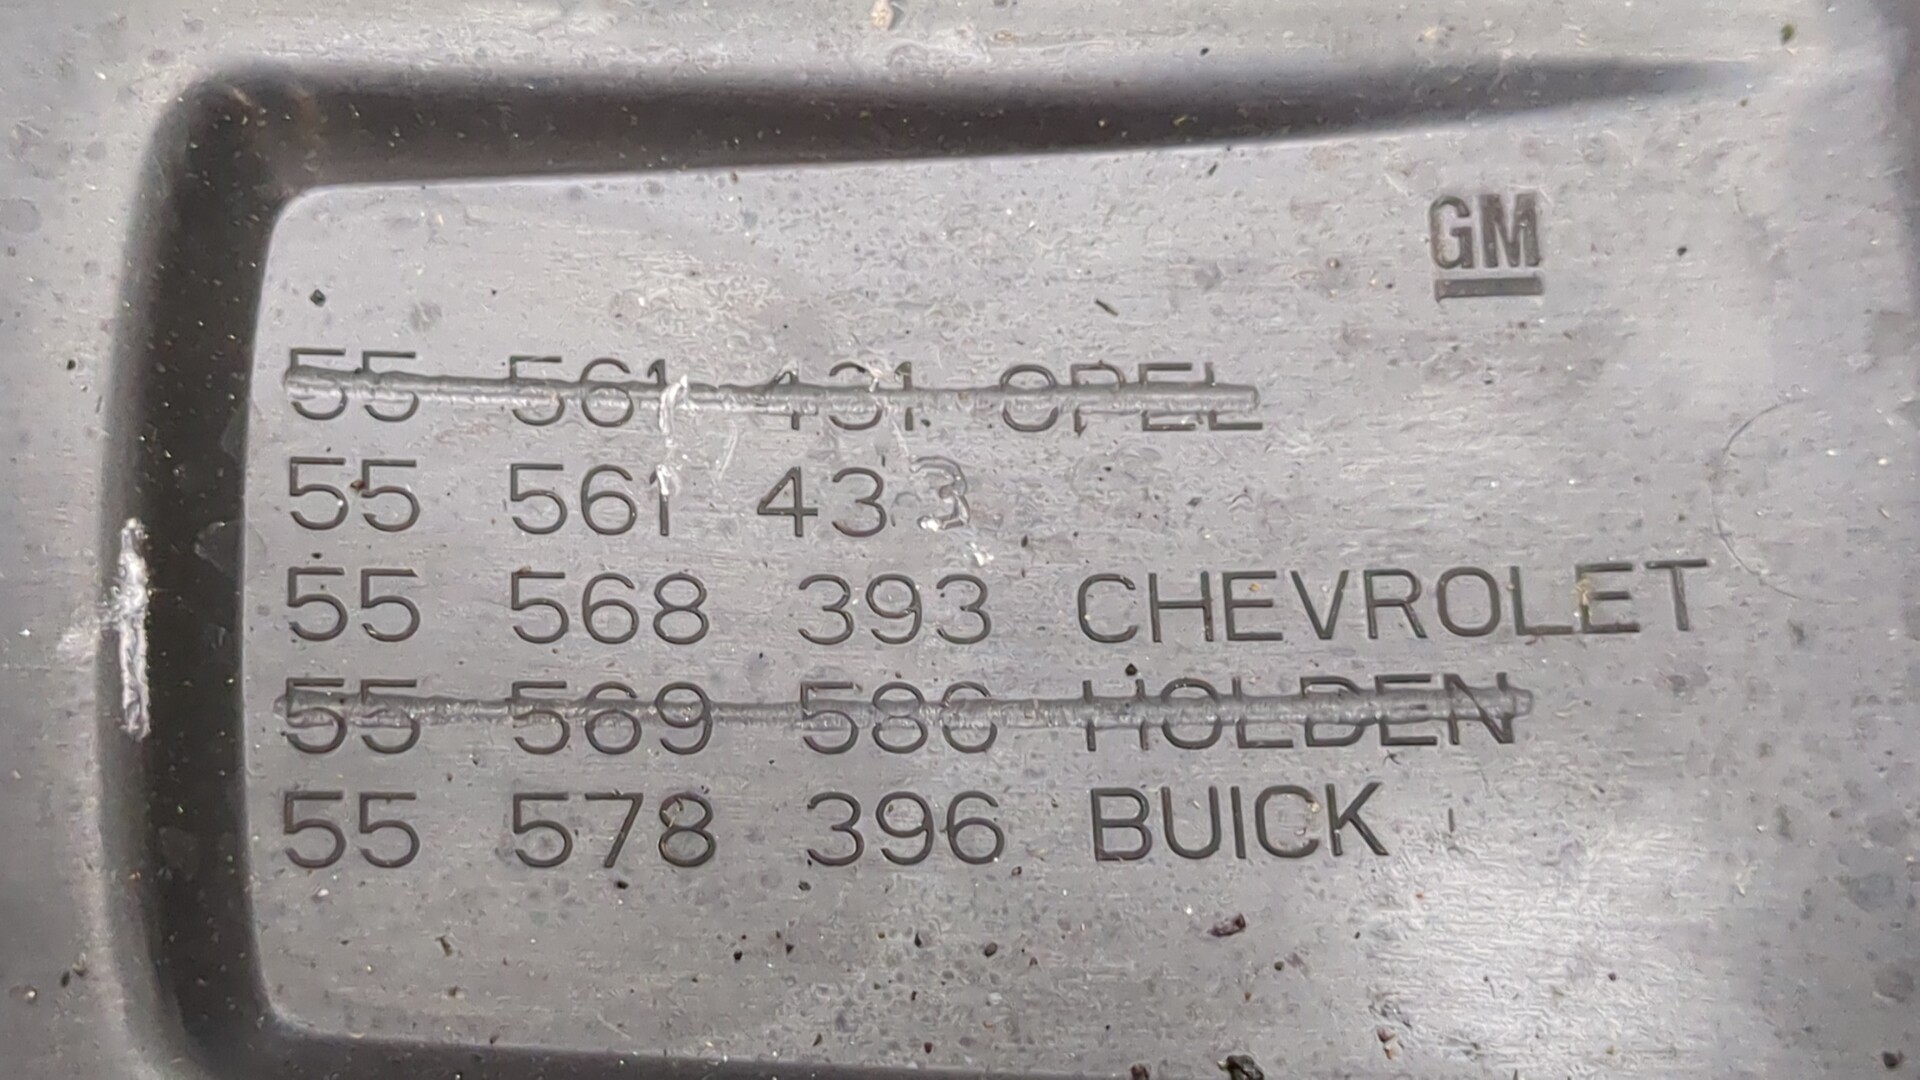 GM
55 561 431 OPEL
55 561 433
55 568 393 CHEVROLET
55 569 586 HOLDEN
55 578 396 BUICK